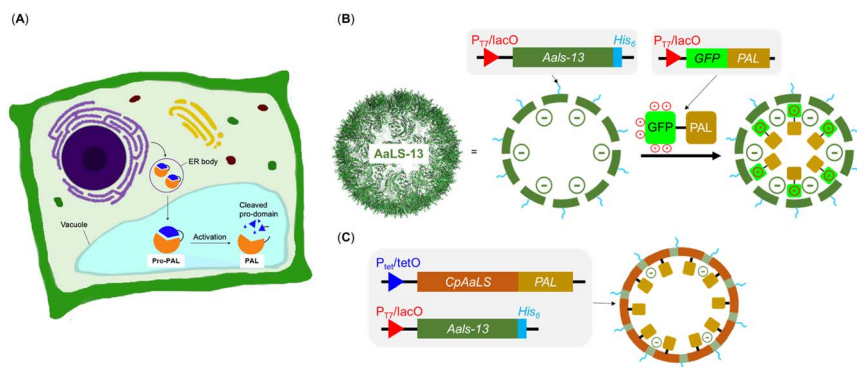 (A)
ER body
Vacuole
Cleaved
pro-domain
Activation
Pro-PAL
PAL
(B)
P_T7/lacO
His₆
Aals-13
P_T7/lacO
GFP
PAL
AaLS-13
=
GFP
PAL
(C)
P_tet/tetO
CpAaLS
PAL
P_T7/lacO
His₆
Aals-13